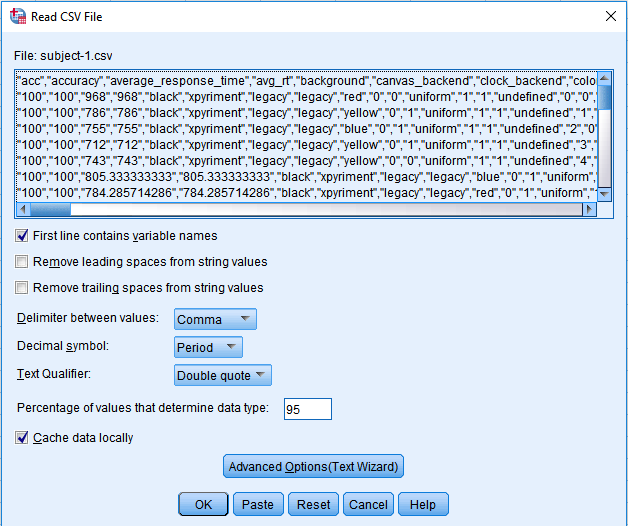 Read CSV File
File: subject-1.csv
"acc","accuracy","average_response_time","avg_rt","background","canvas_backend","clock_backend","colo
"100","100","968","968","black","xpyriment","legacy","legacy","red","0","0","uniform","1","1","undefined","0","0",
"100","100","786","786","black","xpyriment","legacy","legacy","yellow","0","1","uniform","1","1","undefined","1",
"100","100","755","755","black","xpyriment","legacy","legacy","blue","0","1","uniform","1","1","undefined","2","0
"100","100","712","712","black","xpyriment","legacy","legacy","yellow","0","1","uniform","1","1","undefined","3",
"100","100","743","743","black","xpyriment","legacy","legacy","yellow","0","0","uniform","1","1","undefined","4",
"100","100","805.333333333","805.333333333","black","xpyriment","legacy","legacy","blue","0","1","uniform",
"100","100","784.285714286","784.285714286","black","xpyriment","legacy","legacy","red","0","1","uniform",
First line contains variable names
Remove leading spaces from string values
Remove trailing spaces from string values
Delimiter between values: Comma
Decimal symbol: Period
Text Qualifier: Double quote
Percentage of values that determine data type: 95
Cache data locally
Advanced Options(Text Wizard)
OK Paste Reset Cancel Help